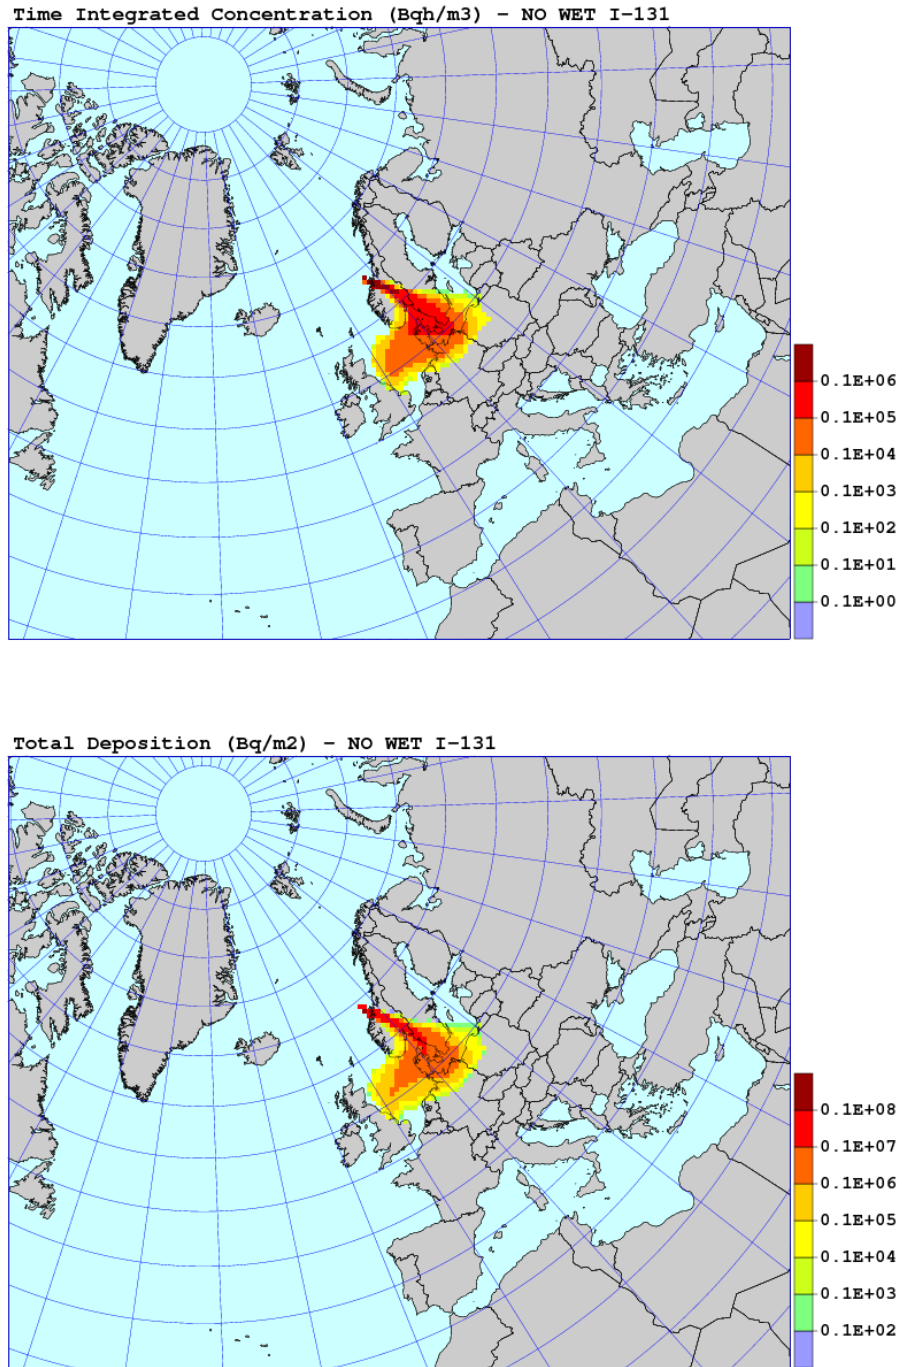 Time Integrated Concentration (Bqh/m3) – NO WET I–131
0.1E+06
0.1E+05
0.1E+04
0.1E+03
0.1E+02
0.1E+01
0.1E+00
Total Deposition (Bq/m2) – NO WET I–131
0.1E+08
0.1E+07
0.1E+06
0.1E+05
0.1E+04
0.1E+03
0.1E+02